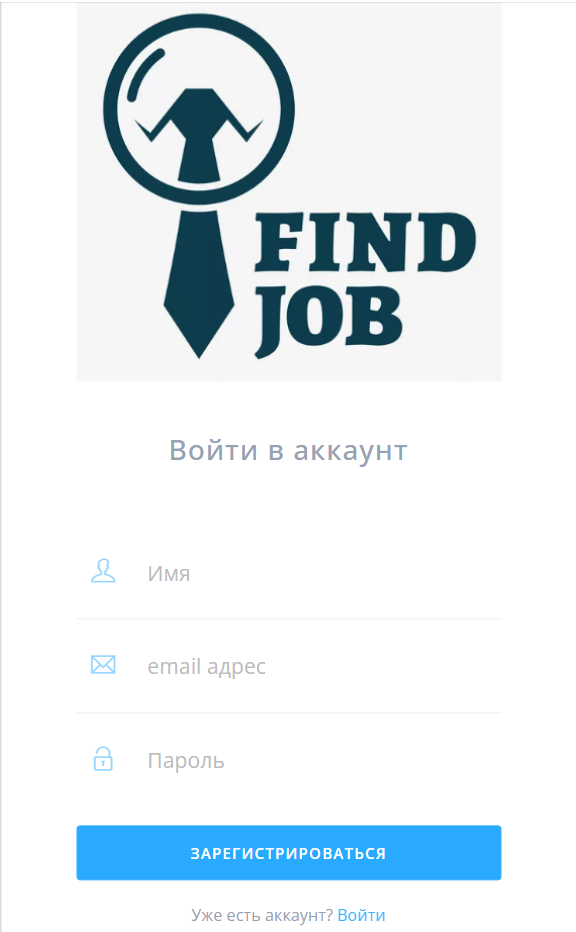 FIND
JOB
Войти в аккаунт
Имя
email адрес
Пароль
ЗАРЕГИСТРИРОВАТЬСЯ
Уже есть аккаунт? Войти